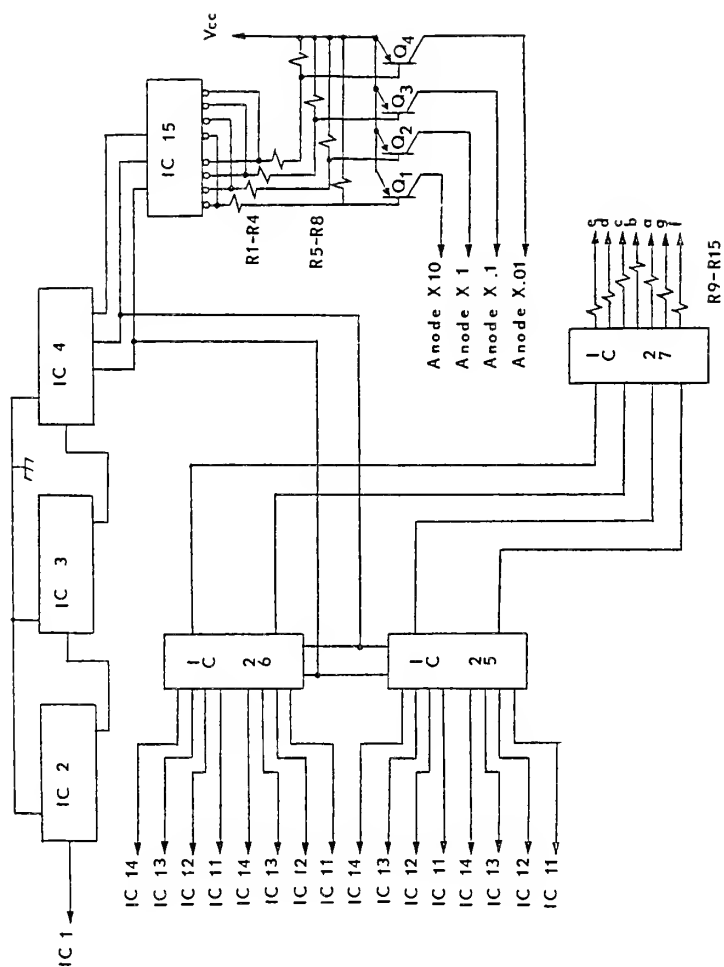 Vcc
IC 15
Q4
Q3
Q2
Q1
R1-R4
R5-R8
IC 4
IC 3
IC 2
IC 1
Anode X 10
Anode X 1
Anode X .1
Anode X.01
IC 27
e
d
c
b
a
g
f
R9-R15
IC 26
IC 25
IC 14
IC 13
IC 12
IC 11
IC 14
IC 13
IC 12
IC 11
IC 14
IC 13
IC 12
IC 11
IC 14
IC 13
IC 12
IC 11